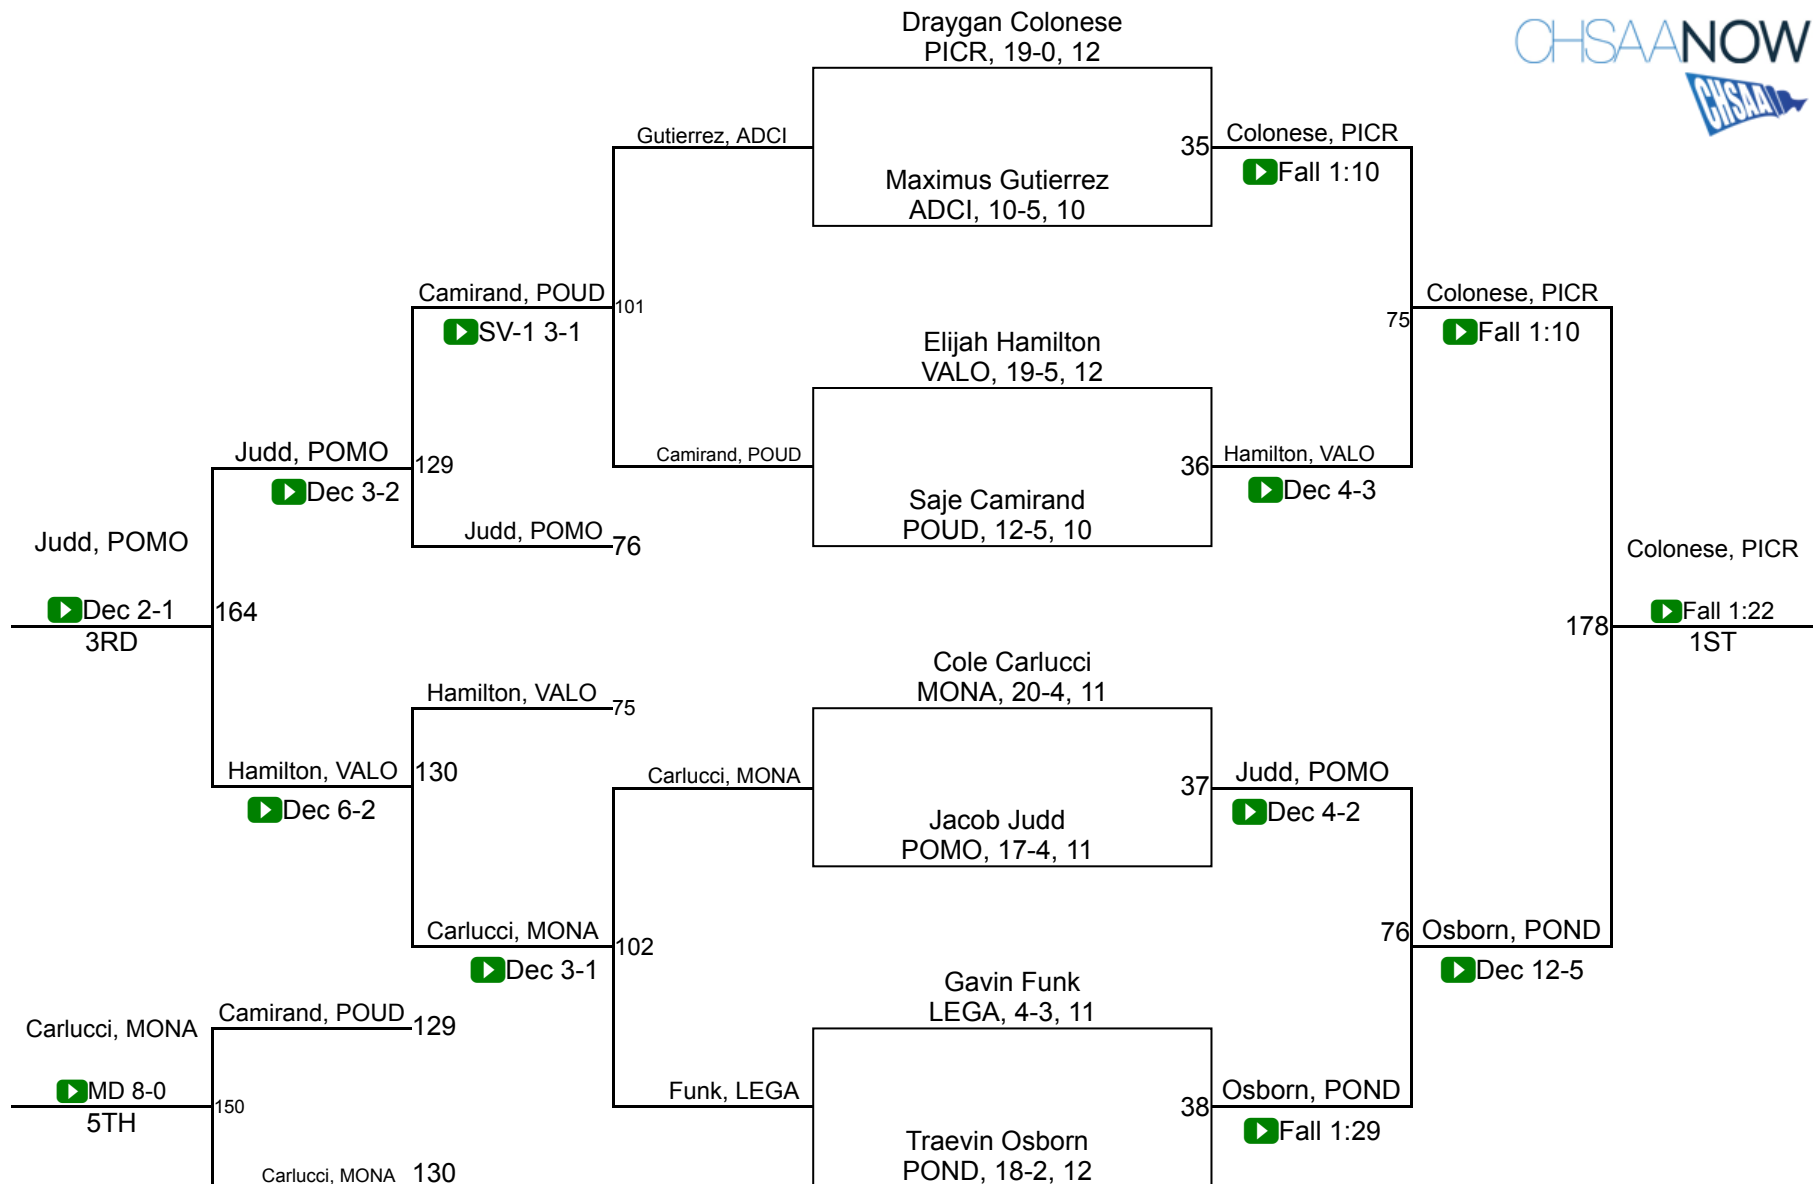 Draygan Colonese
PICR, 19-0, 12
CHSAANOW
CHSAA
Gutierrez, ADCI
35
Colonese, PICR
Fall 1:10
Maximus Gutierrez
ADCI, 10-5, 10
Camirand, POUD
101
SV-1 3-1
Colonese, PICR
75
Fall 1:10
Elijah Hamilton
VALO, 19-5, 12
Judd, POMO
129
Dec 3-2
Camirand, POUD
36
Hamilton, VALO
Dec 4-3
Saje Camirand
POUD, 12-5, 10
Judd, POMO
76
Judd, POMO
Dec 2-1
164
3RD
Colonese, PICR
178
Fall 1:22
1ST
Cole Carlucci
MONA, 20-4, 11
Hamilton, VALO
75
Hamilton, VALO
130
Dec 6-2
Carlucci, MONA
37
Judd, POMO
Dec 4-2
Jacob Judd
POMO, 17-4, 11
Carlucci, MONA
102
Dec 3-1
76
Osborn, POND
Dec 12-5
Gavin Funk
LEGA, 4-3, 11
Camirand, POUD
129
Carlucci, MONA
MD 8-0
150
5TH
Funk, LEGA
38
Osborn, POND
Fall 1:29
Traevin Osborn
POND, 18-2, 12
Carlucci, MONA
130